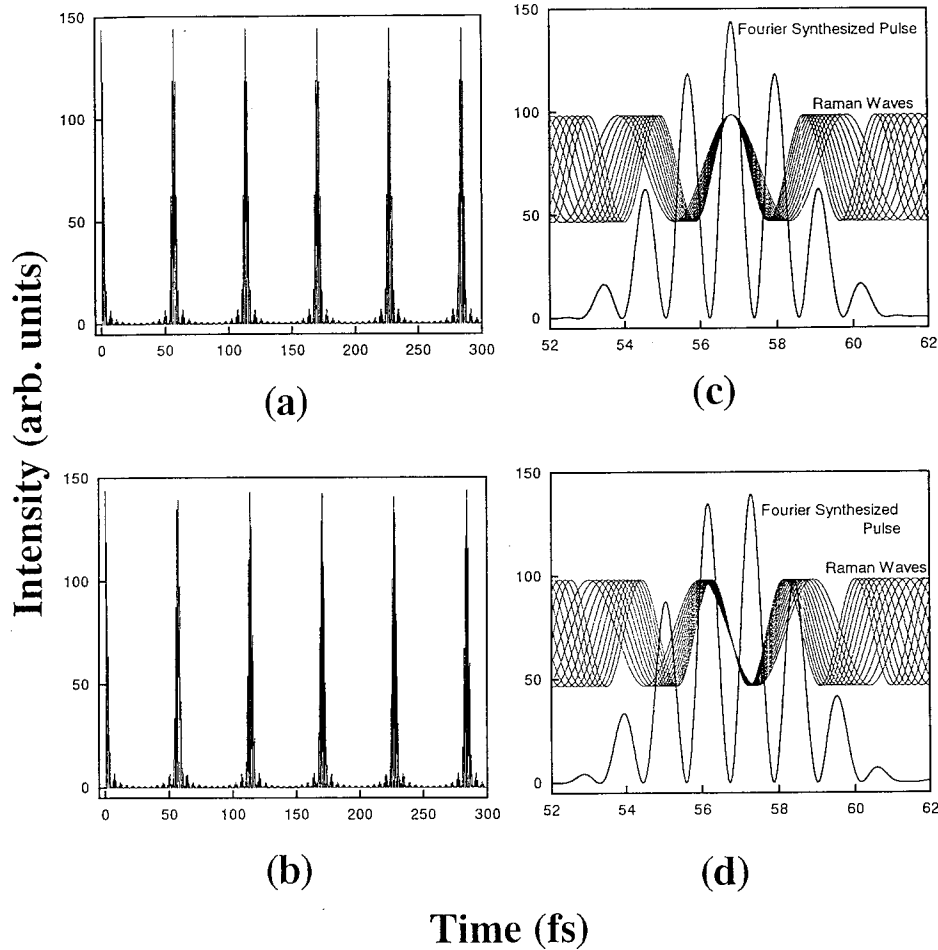 Intensity (arb. units)
150
100
50
0
0 50 100 150 200 250 300
(a)
150
100
50
0
Fourier Synthesized Pulse
Raman Waves
52 54 56 58 60 62
(c)
150
100
50
0
0 50 100 150 200 250 300
(b)
150
100
50
0
Fourier Synthesized
Pulse
Raman Waves
52 54 56 58 60 62
(d)
Time (fs)